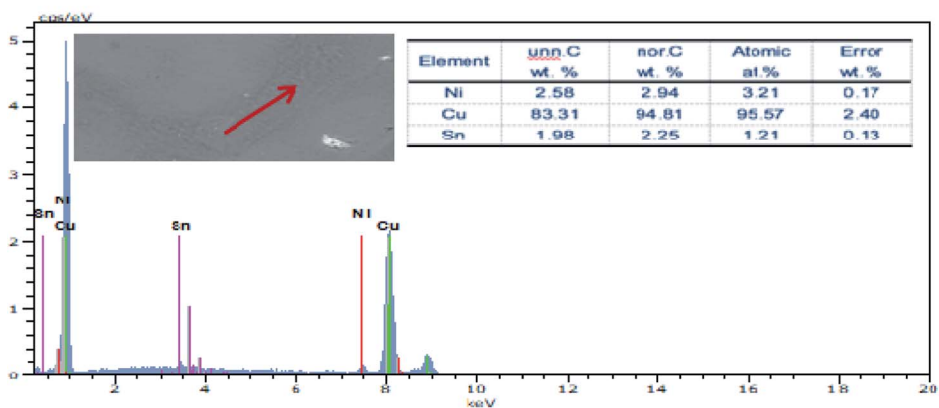 cps/eV
Element unn.C nor.C Atomic Error
wt. % wt. % at.% wt. %
Ni 2.58 2.94 3.21 0.17
Cu 83.31 94.81 95.57 2.40
Sn 1.98 2.25 1.21 0.13
5
4
3
2
1
0
Ni
Sn Sn Ni
Cu Cu
2 4 6 8 10 12 14 16 18 20
keV